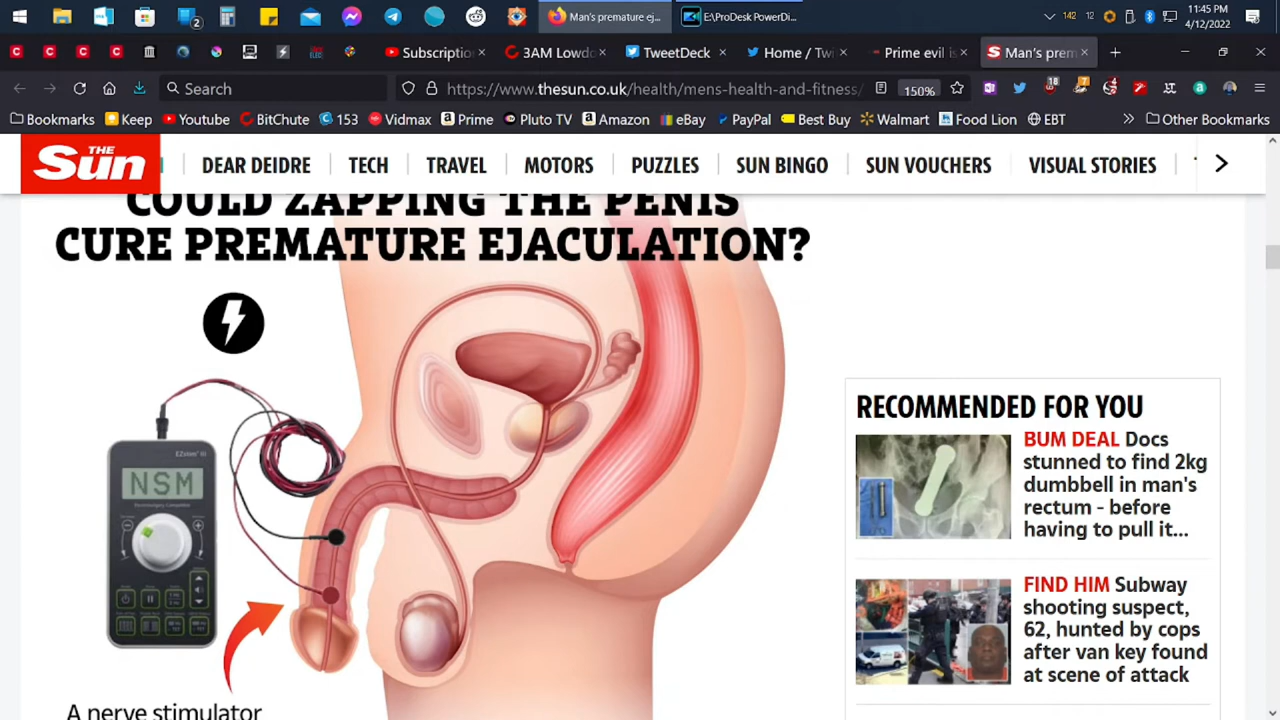 Man's premature ej...
E:\ProDesk PowerDi...
142
12
11:45 PM
4/12/2022
Subscription
3AM Lowdo
TweetDeck
Home / Twi
Prime evil is
Man's prem
Search
https://www.thesun.co.uk/health/mens-health-and-fitness/
150%
18
7
Bookmarks
Keep
Youtube
BitChute
153
Vidmax
Prime
Pluto TV
Amazon
eBay
PayPal
Best Buy
Walmart
Food Lion
EBT
Other Bookmarks
THE
Sun
DEAR DEIDRE
TECH
TRAVEL
MOTORS
PUZZLES
SUN BINGO
SUN VOUCHERS
VISUAL STORIES
COULD ZAPPING THE PENIS
CURE PREMATURE EJACULATION?
NSM
RECOMMENDED FOR YOU
BUM DEAL Docs
stunned to find 2kg
dumbbell in man's
rectum - before
having to pull it...
FIND HIM Subway
shooting suspect,
62, hunted by cops
after van key found
at scene of attack
A nerve stimulator